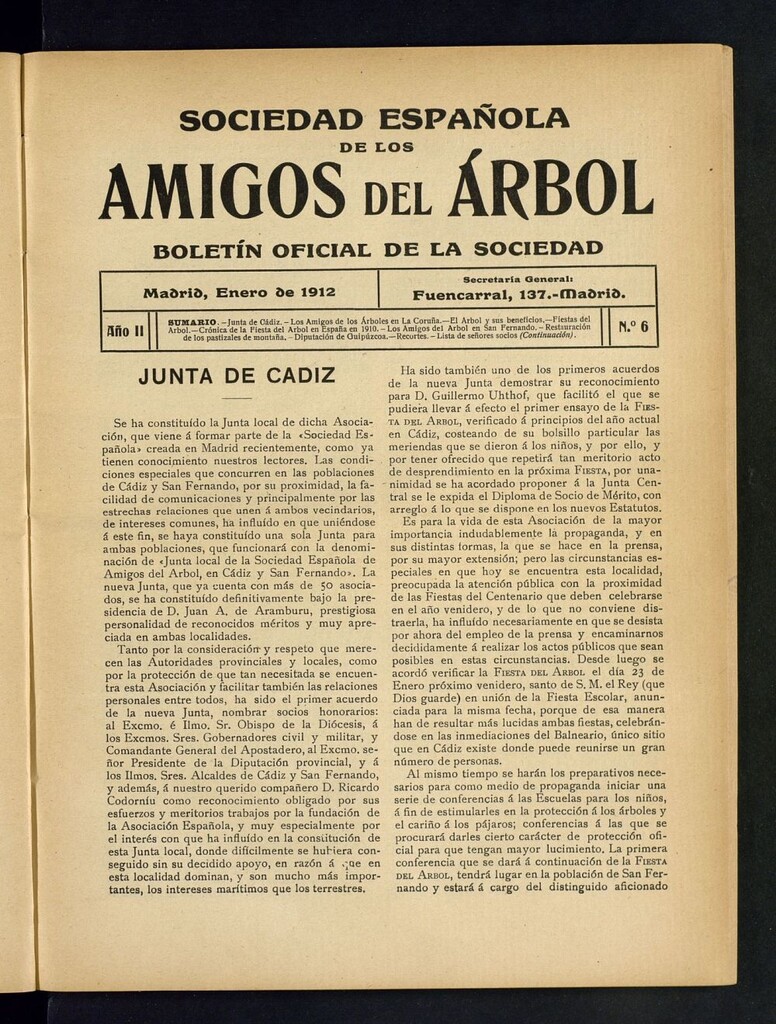 SOCIEDAD ESPAÑOLA
DE LOS
AMIGOS DEL ÁRBOL
BOLETÍN OFICIAL DE LA SOCIEDAD
Madrid, Enero de 1912
Secretaría General:
Fuencarral, 137.-Madrid.
Año II
SUMARIO.-Junta de Cádiz.-Los Amigos de los Árboles en La Coruña.-El Arbol y sus beneficios.-Fiestas del
Arbol.-Crónica de la Fiesta del Arbol en España en 1910.-Los Amigos del Arbol en San Fernando.-Restauración
de los pastizales de montaña.-Diputación de Guipúzcoa.-Recortes.-Lista de señores socios (Continuación).
N.º 6
JUNTA DE CADIZ
Se ha constituído la Junta local de dicha Asocia-
ción, que viene á formar parte de la «Sociedad Es-
pañola» creada en Madrid recientemente, como ya
tienen conocimiento nuestros lectores. Las condi-
ciones especiales que concurren en las poblaciones
de Cádiz y San Fernando, por su proximidad, la fa-
cilidad de comunicaciones y principalmente por las
estrechas relaciones que unen á ambos vecindarios,
de intereses comunes, ha influído en que uniéndose
á este fin, se haya constituído una sola Junta para
ambas poblaciones, que funcionará con la denomi-
nación de «Junta local de la Sociedad Española de
Amigos del Arbol, en Cádiz y San Fernando». La
nueva Junta, que ya cuenta con más de 50 asocia-
dos, se ha constituído definitivamente bajo la pre-
sidencia de D. Juan A. de Aramburu, prestigiosa
personalidad de reconocidos méritos y muy apre-
ciada en ambas localidades.
Tanto por la consideración y respeto que mere-
cen las Autoridades provinciales y locales, como
por la protección de que tan necesitada se encuen-
tra esta Asociación y facilitar también las relaciones
personales entre todos, ha sido el primer acuerdo
de la nueva Junta, nombrar socios honorarios:
al Excmo. é Ilmo. Sr. Obispo de la Diócesis, á
los Excmos. Sres. Gobernadores civil y militar, y
Comandante General del Apostadero, al Excmo. se-
ñor Presidente de la Diputación provincial, y á
los Ilmos. Sres. Alcaldes de Cádiz y San Fernando,
y además, á nuestro querido compañero D. Ricardo
Codorníu como reconocimiento obligado por sus
esfuerzos y meritorios trabajos por la fundación de
la Asociación Española, y muy especialmente por
el interés con que ha influído en la constitución de
esta Junta local, donde difícilmente se hubiera con-
seguido sin su decidido apoyo, en razón á que en
esta localidad dominan, y son mucho más impor-
tantes, los intereses marítimos que los terrestres.
Ha sido también uno de los primeros acuerdos
de la nueva Junta demostrar su reconocimiento
para D. Guillermo Uhthof, que facilitó el que se
pudiera llevar á efecto el primer ensayo de la FIES-
TA DEL ARBOL, verificado á principios del año actual
en Cádiz, costeando de su bolsillo particular las
meriendas que se dieron á los niños, y por ello, y
por tener ofrecido que repetirá tan meritorio acto
de desprendimiento en la próxima FIESTA, por una-
nimidad se ha acordado proponer á la Junta Cen-
tral se le expida el Diploma de Socio de Mérito, con
arreglo á lo que se dispone en los nuevos Estatutos.
Es para la vida de esta Asociación de la mayor
importancia indudablemente la propaganda, y en
sus distintas formas, la que se hace en la prensa,
por su mayor extensión; pero las circunstancias es-
peciales en que hoy se encuentra esta localidad,
preocupada la atención pública con la proximidad
de las Fiestas del Centenario que deben celebrarse
en el año venidero, y de lo que no conviene dis-
traerla, ha influído necesariamente en que se desista
por ahora del empleo de la prensa y encaminarnos
decididamente á realizar los actos públicos que sean
posibles en estas circunstancias. Desde luego se
acordó verificar la FIESTA DEL ARBOL el día 23 de
Enero próximo venidero, santo de S. M. el Rey (que
Dios guarde) en unión de la Fiesta Escolar, anun-
ciada para la misma fecha, porque de esa manera
han de resultar más lucidas ambas fiestas, celebrán-
dose en las inmediaciones del Balneario, único sitio
que en Cádiz existe donde puede reunirse un gran
número de personas.
Al mismo tiempo se harán los preparativos nece-
sarios para como medio de propaganda iniciar una
serie de conferencias á las Escuelas para los niños,
á fin de estimularles en la protección á los árboles y
el cariño á los pájaros; conferencias á las que se
procurará darles cierto carácter de protección ofi-
cial para que tengan mayor lucimiento. La primera
conferencia que se dará á continuación de la FIESTA
DEL ARBOL, tendrá lugar en la población de San Fer-
nando y estará á cargo del distinguido aficionado